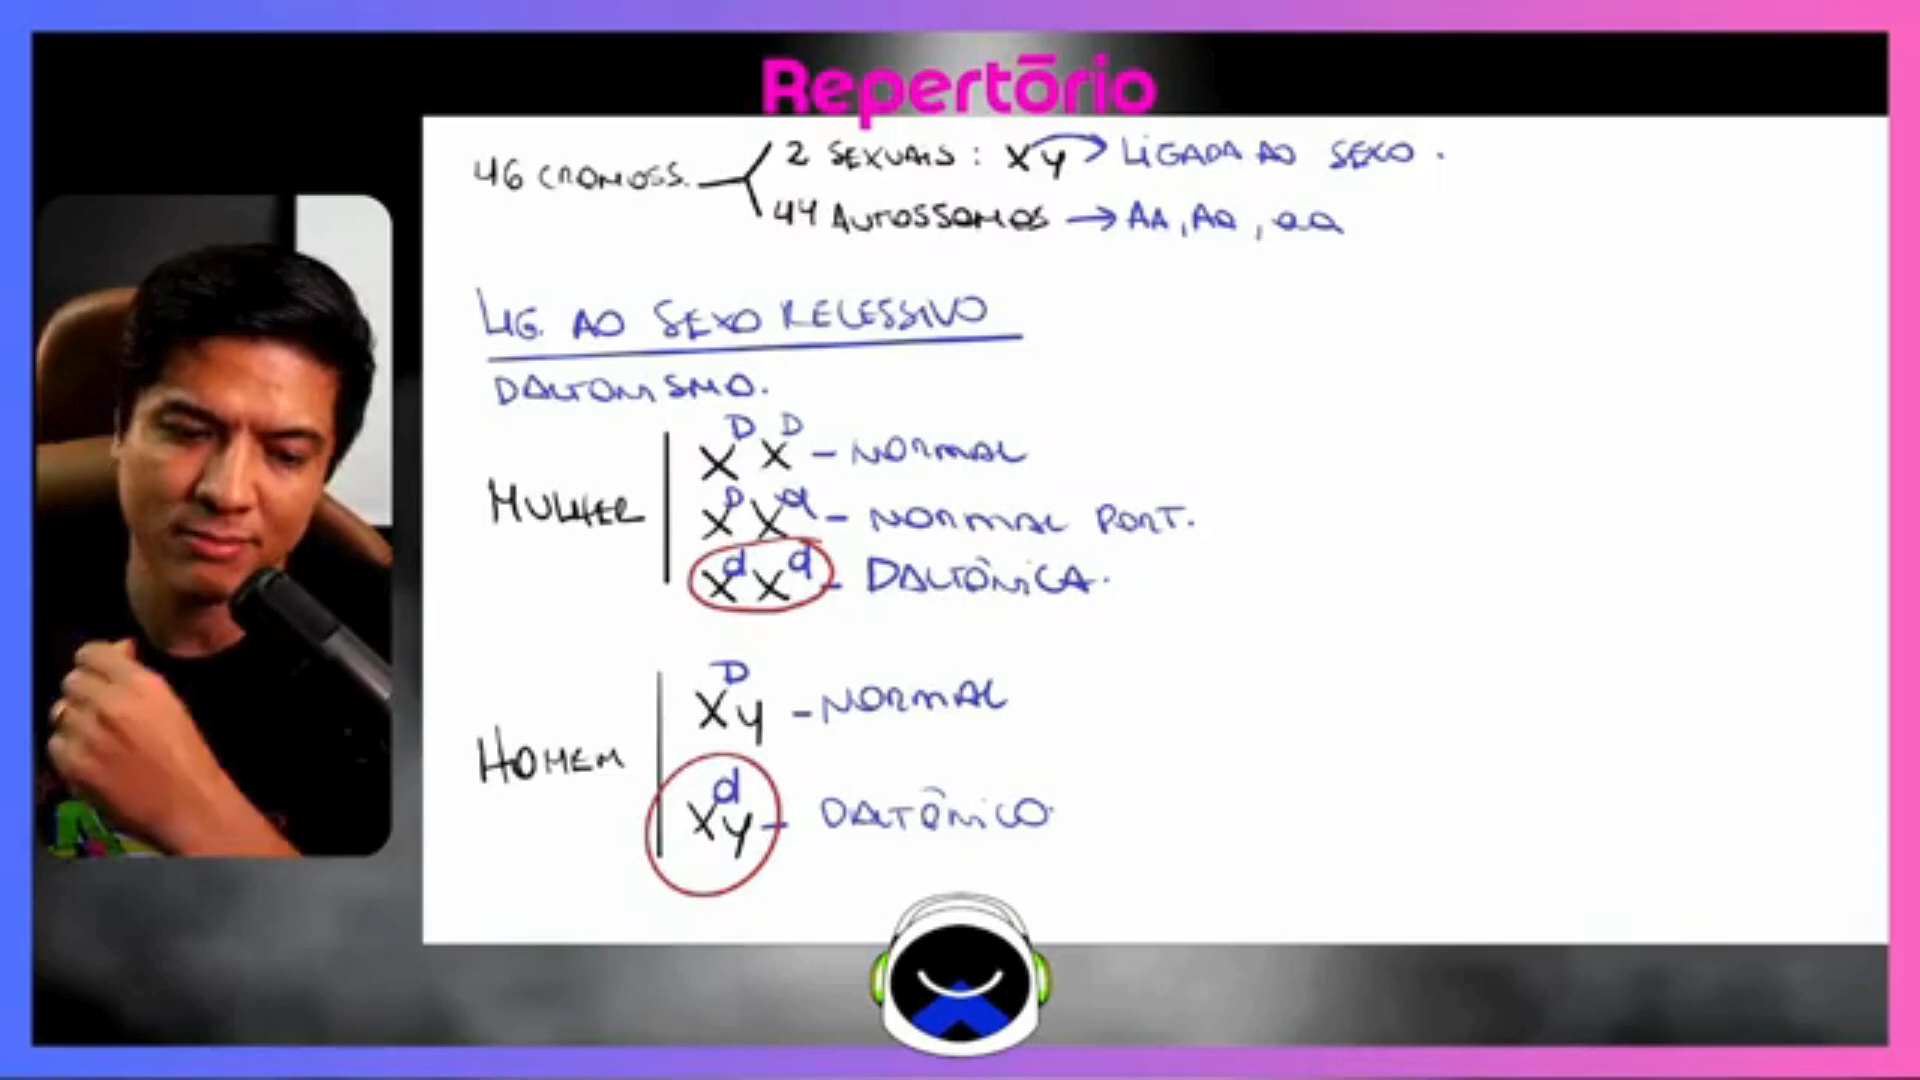 Repertōrio
46 CROMOSS.
2 SEXUAIS : XY → LIGADA AO SEXO .
44 AUTOSSOMOS → AA, Aa, aa
LIG. AO SEXO RECESSIVO
DALTONISMO.
MULHER
X^D X^D - NORMAL
X^D X^d - NORMAL PORT.
X^d X^d - DALTÔNICA.
HOMEM
X^D Y - NORMAL
X^d Y - DALTÔNICO